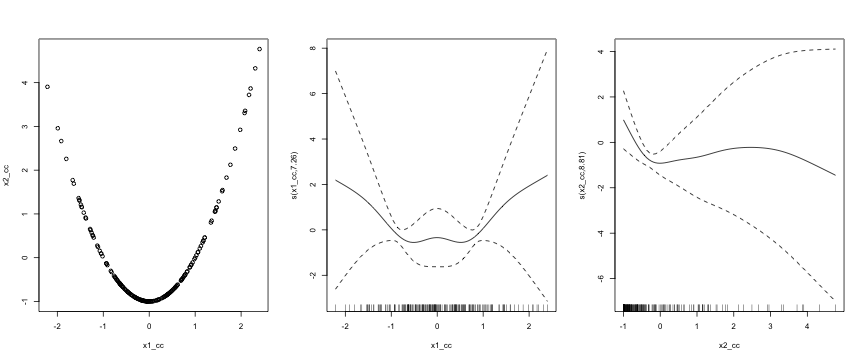 x2_cc
4
3
2
1
0
-1
-2 -1 0 1 2
x1_cc
s(x1_cc,7.26)
8
6
4
2
0
-2
-2 -1 0 1 2
x1_cc
s(x2_cc,8.81)
4
2
0
-2
-4
-6
-1 0 1 2 3 4
x2_cc